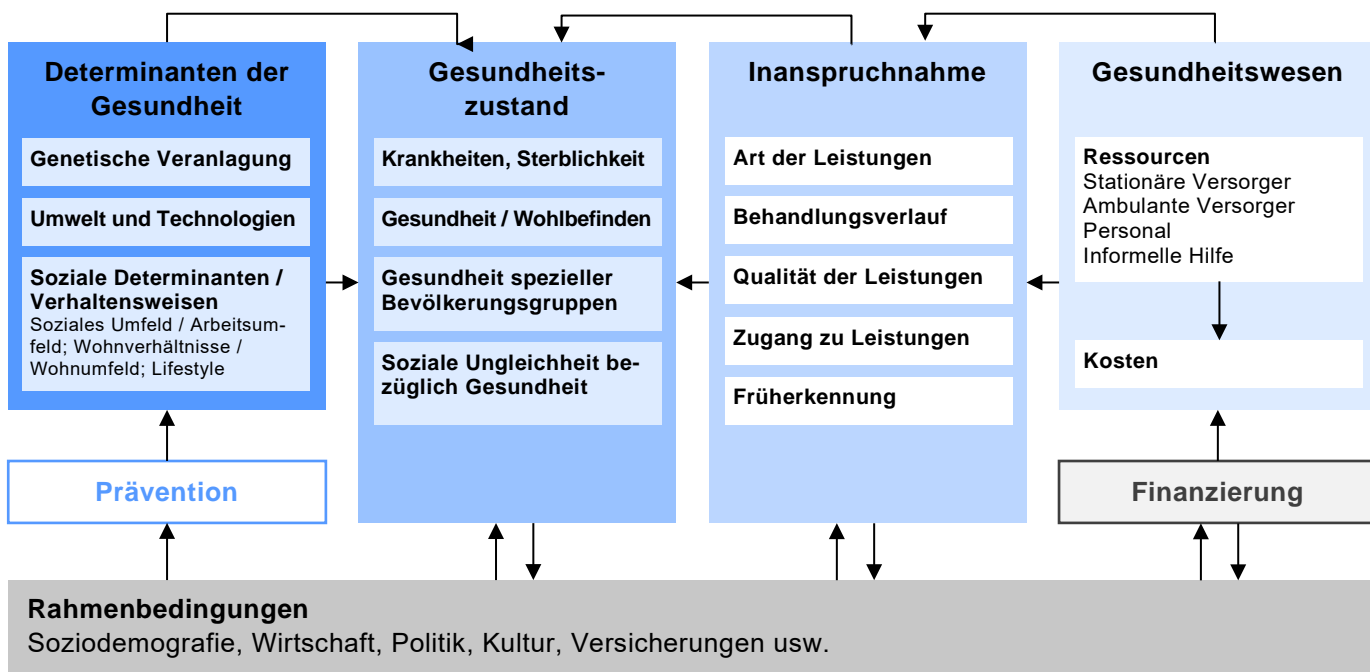 Determinanten der
Gesundheit
Genetische Veranlagung
Umwelt und Technologien
Soziale Determinanten /
Verhaltensweisen
Soziales Umfeld / Arbeitsum-
feld; Wohnverhältnisse /
Wohnumfeld; Lifestyle
Prävention
Gesundheits-
zustand
Krankheiten, Sterblichkeit
Gesundheit / Wohlbefinden
Gesundheit spezieller
Bevölkerungsgruppen
Soziale Ungleichheit be-
züglich Gesundheit
Inanspruchnahme
Art der Leistungen
Behandlungsverlauf
Qualität der Leistungen
Zugang zu Leistungen
Früherkennung
Gesundheitswesen
Ressourcen
Stationäre Versorger
Ambulante Versorger
Personal
Informelle Hilfe
Kosten
Finanzierung
Rahmenbedingungen
Soziodemografie, Wirtschaft, Politik, Kultur, Versicherungen usw.